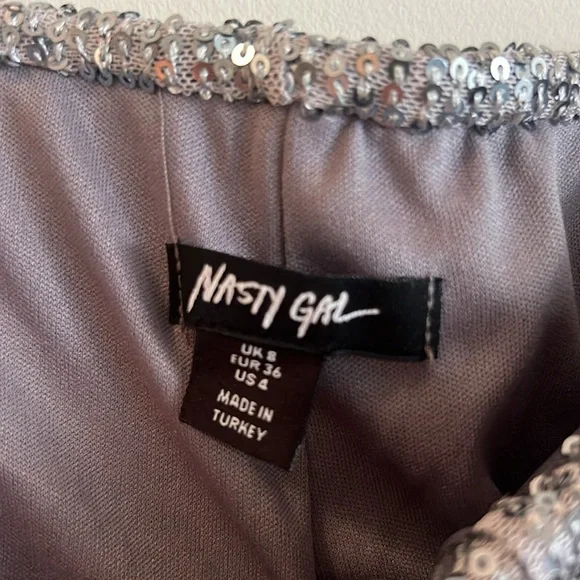 NASTY GAL
UK 8
EUR 36
US 4
MADE IN
TURKEY